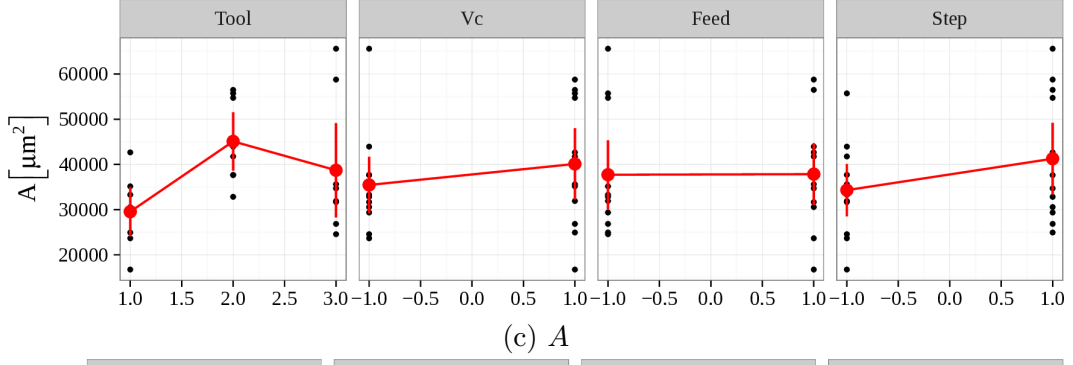 Tool Vc Feed Step
A [μm²]
60000
50000
40000
30000
20000
1.0 1.5 2.0 2.5 3.0 −1.0 −0.5 0.0 0.5 1.0 −1.0 −0.5 0.0 0.5 1.0 −1.0 −0.5 0.0 0.5 1.0
(c) A